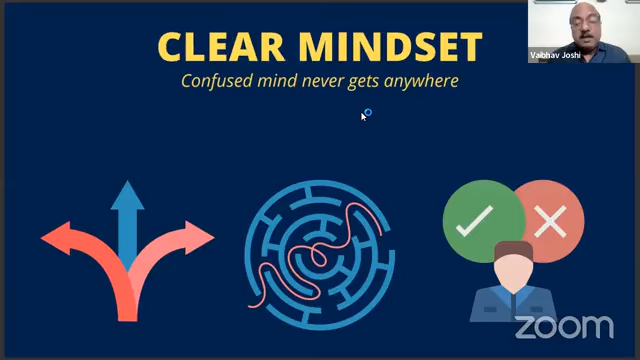 CLEAR MINDSET
Confused mind never gets anywhere
Vaibhav Joshi
zoom